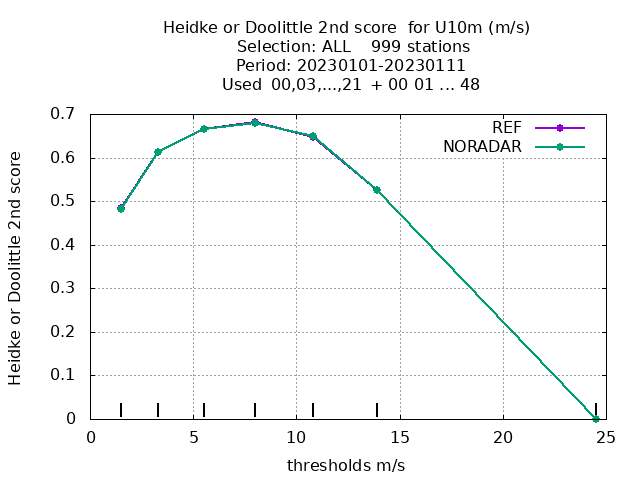 Heidke or Doolittle 2nd score  for U10m (m/s)
Selection: ALL    999 stations
Period: 20230101-20230111
Used  00,03,...,21  + 00 01 ... 48
REF
NORADAR
0.7
0.6
0.5
0.4
0.3
0.2
0.1
0
Heidke or Doolittle 2nd score
0 5 10 15 20 25
thresholds m/s